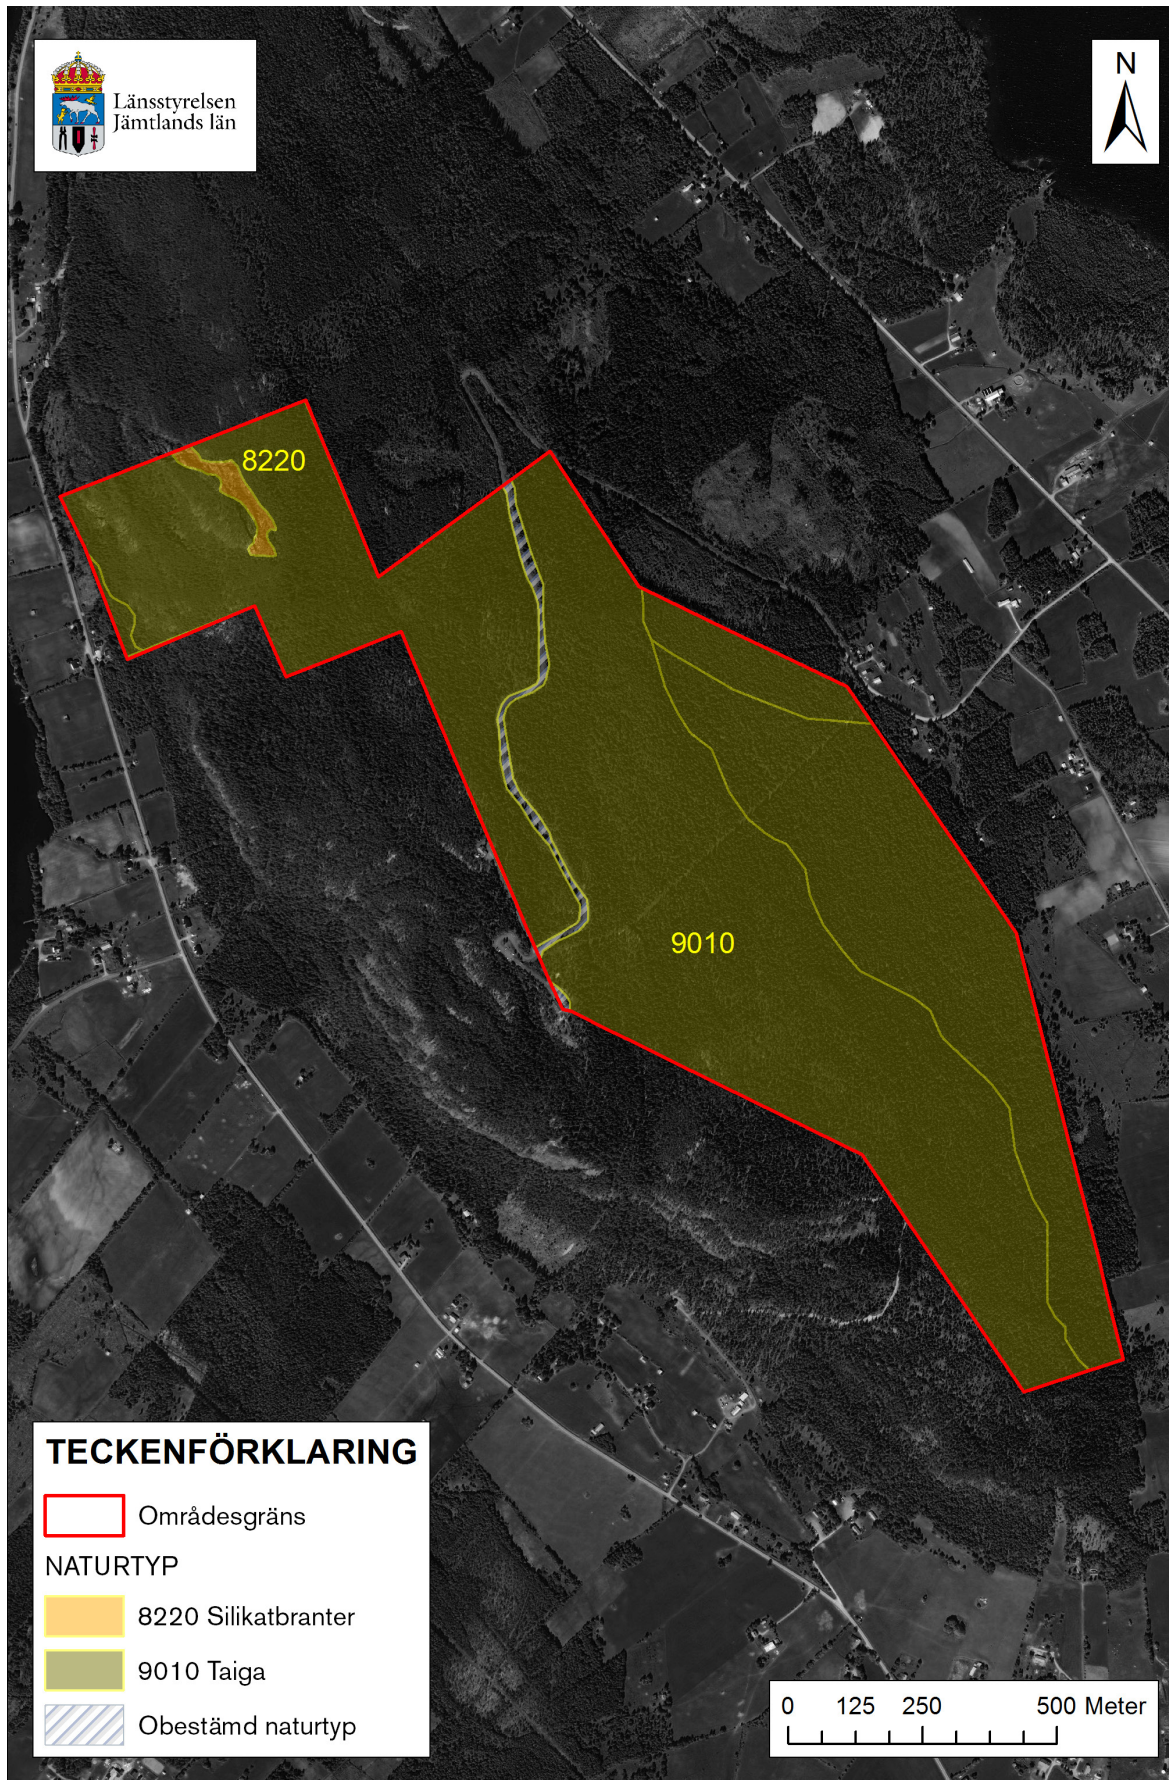 Länsstyrelsen
Jämtlands län
N
8220
9010
TECKENFÖRKLARING
Områdesgräns
NATURTYP
8220 Silikatbranter
9010 Taiga
Obestämd naturtyp
0 125 250 500 Meter